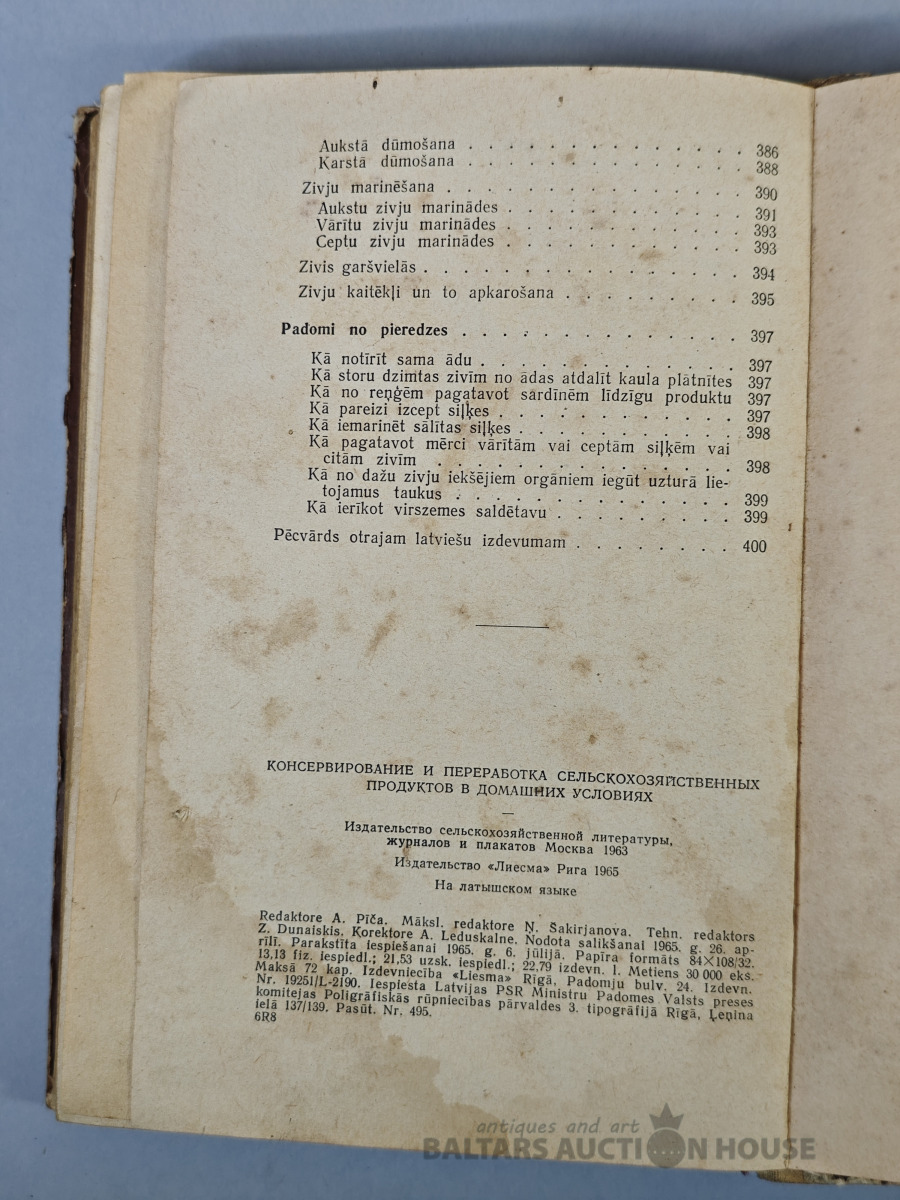 Aukstā dūmošana . . . . . . . . . . . . . . 386
Karstā dūmošana . . . . . . . . . . . . . . 388
Zivju marinēšana . . . . . . . . . . . . . . 390
Aukstu zivju marinādes . . . . . . . . . . . 391
Vārītu zivju marinādes . . . . . . . . . . . 393
Ceptu zivju marinādes . . . . . . . . . . . 393
Zivis garšvielās . . . . . . . . . . . . . . 394
Zivju kaitēkļi un to apkarošana . . . . . . . . . 395
Padomi no pieredzes . . . . . . . . . . . . . 397
Kā notīrīt sama ādu . . . . . . . . . . . . 397
Kā storu dzimtas zivīm no ādas atdalīt kaula plātnītes 397
Kā no reņģēm pagatavot sardīnēm līdzīgu produktu 397
Kā pareizi izcept siļķes . . . . . . . . . . . 397
Kā iemarinēt sālītas siļķes . . . . . . . . . . 398
Kā pagatavot mērci vārītām vai ceptām siļķēm vai
citām zivīm . . . . . . . . . . . . . . 398
Kā no dažu zivju iekšējiem orgāniem iegūt uzturā lie-
tojamus taukus . . . . . . . . . . . . . 399
Kā ierīkot virszemes saldētavu . . . . . . . . . 399
Pēcvārds otrajam latviešu izdevumam . . . . . . . . 400
КОНСЕРВИРОВАНИЕ И ПЕРЕРАБОТКА СЕЛЬСКОХОЗЯЙСТВЕННЫХ
ПРОДУКТОВ В ДОМАШНИХ УСЛОВИЯХ
Издательство сельскохозяйственной литературы,
журналов и плакатов Москва 1963
Издательство «Лиесма» Рига 1965
На латышском языке
Redaktore A. Pīča. Māksl. redaktore Ņ. Šakirjanova. Tehn. redaktors
Z. Dunaiskis. Korektore A. Leduskalne. Nodota salikšanai 1965. g. 26. ap-
rīlī. Parakstīta iespiešanai 1965. g. 6. jūlijā. Papīra formāts 84×108/32.
13,13 fiz. iespiedl.; 21,53 uzsk. iespiedl.; 22,79 izdevn. l. Metiens 30 000 eks.
Maksā 72 kap. Izdevniecība «Liesma» Rīgā, Padomju bulv. 24. Izdevn.
Nr. 19251/L-2190. Iespiesta Latvijas PSR Ministru Padomes Valsts preses
komitejas Poligrāfiskās rūpniecības pārvaldes 3. tipogrāfijā Rīgā, Ļeņina
ielā 137/139. Pasūt. Nr. 495.
6R8
antiques and art
BALTARS AUCTION HOUSE